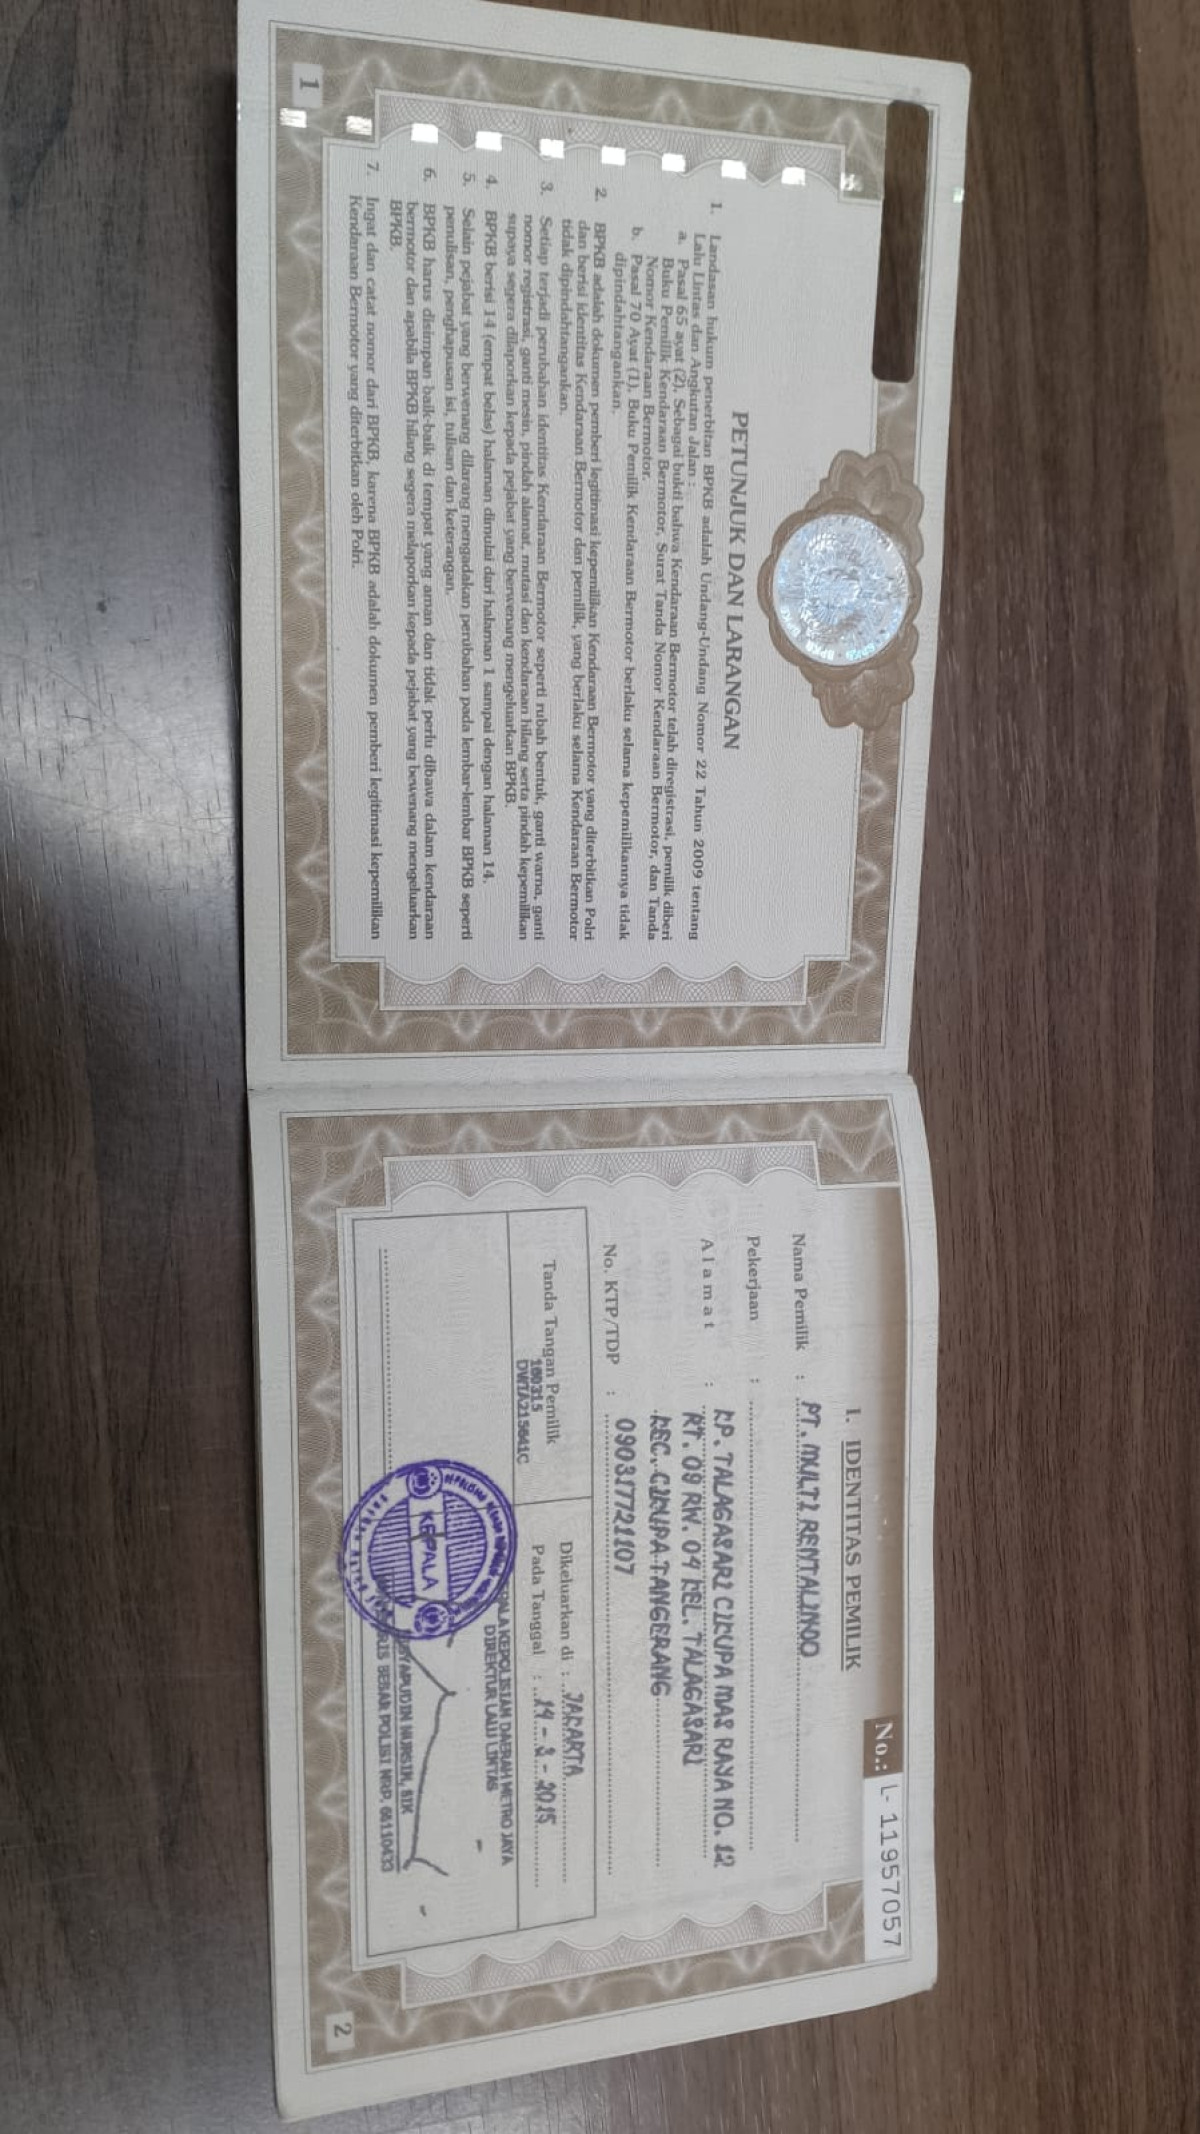 PETUNJUK DAN LARANGAN
1. Landasan hukum penerbitan BPKB adalah Undang-Undang Nomor 22 Tahun 2009 tentang
Lalu Lintas dan Angkutan Jalan :
a. Pasal 65 ayat (2), Sebagai bukti bahwa Kendaraan Bermotor telah diregistrasi, pemilik diberi
Buku Pemilik Kendaraan Bermotor, Surat Tanda Nomor Kendaraan Bermotor, dan Tanda
Nomor Kendaraan Bermotor.
b. Pasal 70 Ayat (1), Buku Pemilik Kendaraan Bermotor berlaku selama kepemilikannya tidak
dipindahtangankan.
2. BPKB adalah dokumen pemberi legitimasi kepemilikan Kendaraan Bermotor yang diterbitkan Polri
dan berisi identitas Kendaraan Bermotor dan pemilik, yang berlaku selama Kendaraan Bermotor
tidak dipindahtangankan.
3. Setiap terjadi perubahan identitas Kendaraan Bermotor seperti rubah bentuk, ganti warna, ganti
nomor registrasi, ganti mesin, pindah alamat, mutasi dan kendaraan hilang serta pindah kepemilikan
supaya segera dilaporkan kepada pejabat yang berwenang mengeluarkan BPKB.
4. BPKB berisi 14 (empat belas) halaman dimulai dari halaman 1 sampai dengan halaman 14.
5. Selain pejabat yang berwenang dilarang mengadakan perubahan pada lembar-lembar BPKB seperti
penulisan, penghapusan isi, tulisan dan keterangan.
6. BPKB harus disimpan baik-baik di tempat yang aman dan tidak perlu dibawa dalam kendaraan
bermotor dan apabila BPKB hilang segera melaporkan kepada pejabat yang bewenang mengeluarkan
BPKB.
7. Ingat dan catat nomor dari BPKB, karena BPKB adalah dokumen pemberi legitimasi kepemilikan
Kendaraan Bermotor yang diterbitkan oleh Polri.
1
No.: L- 11957057
I. IDENTITAS PEMILIK
Nama Pemilik : PT. MULTI RENTALINDO
Pekerjaan :
Alamat : KP. TALAGASARI CIKUPA MAS RAYA NO. 12
RT. 09 RW. 04 KEL. TALAGASARI
KEC. CIKUPA TANGERANG
No. KTP/TDP : 090317721107
Tanda Tangan Pemilik
160315
DWIA215641C
Dikeluarkan di : JAKARTA
Pada Tanggal : 14 - 3 - 2015
KEPOLISIAN DAERAH METRO JAYA
DIREKTUR LALU LINTAS
KEPALA
NURSIN, SIK
BESAR POLISI NRP. 66110433
2